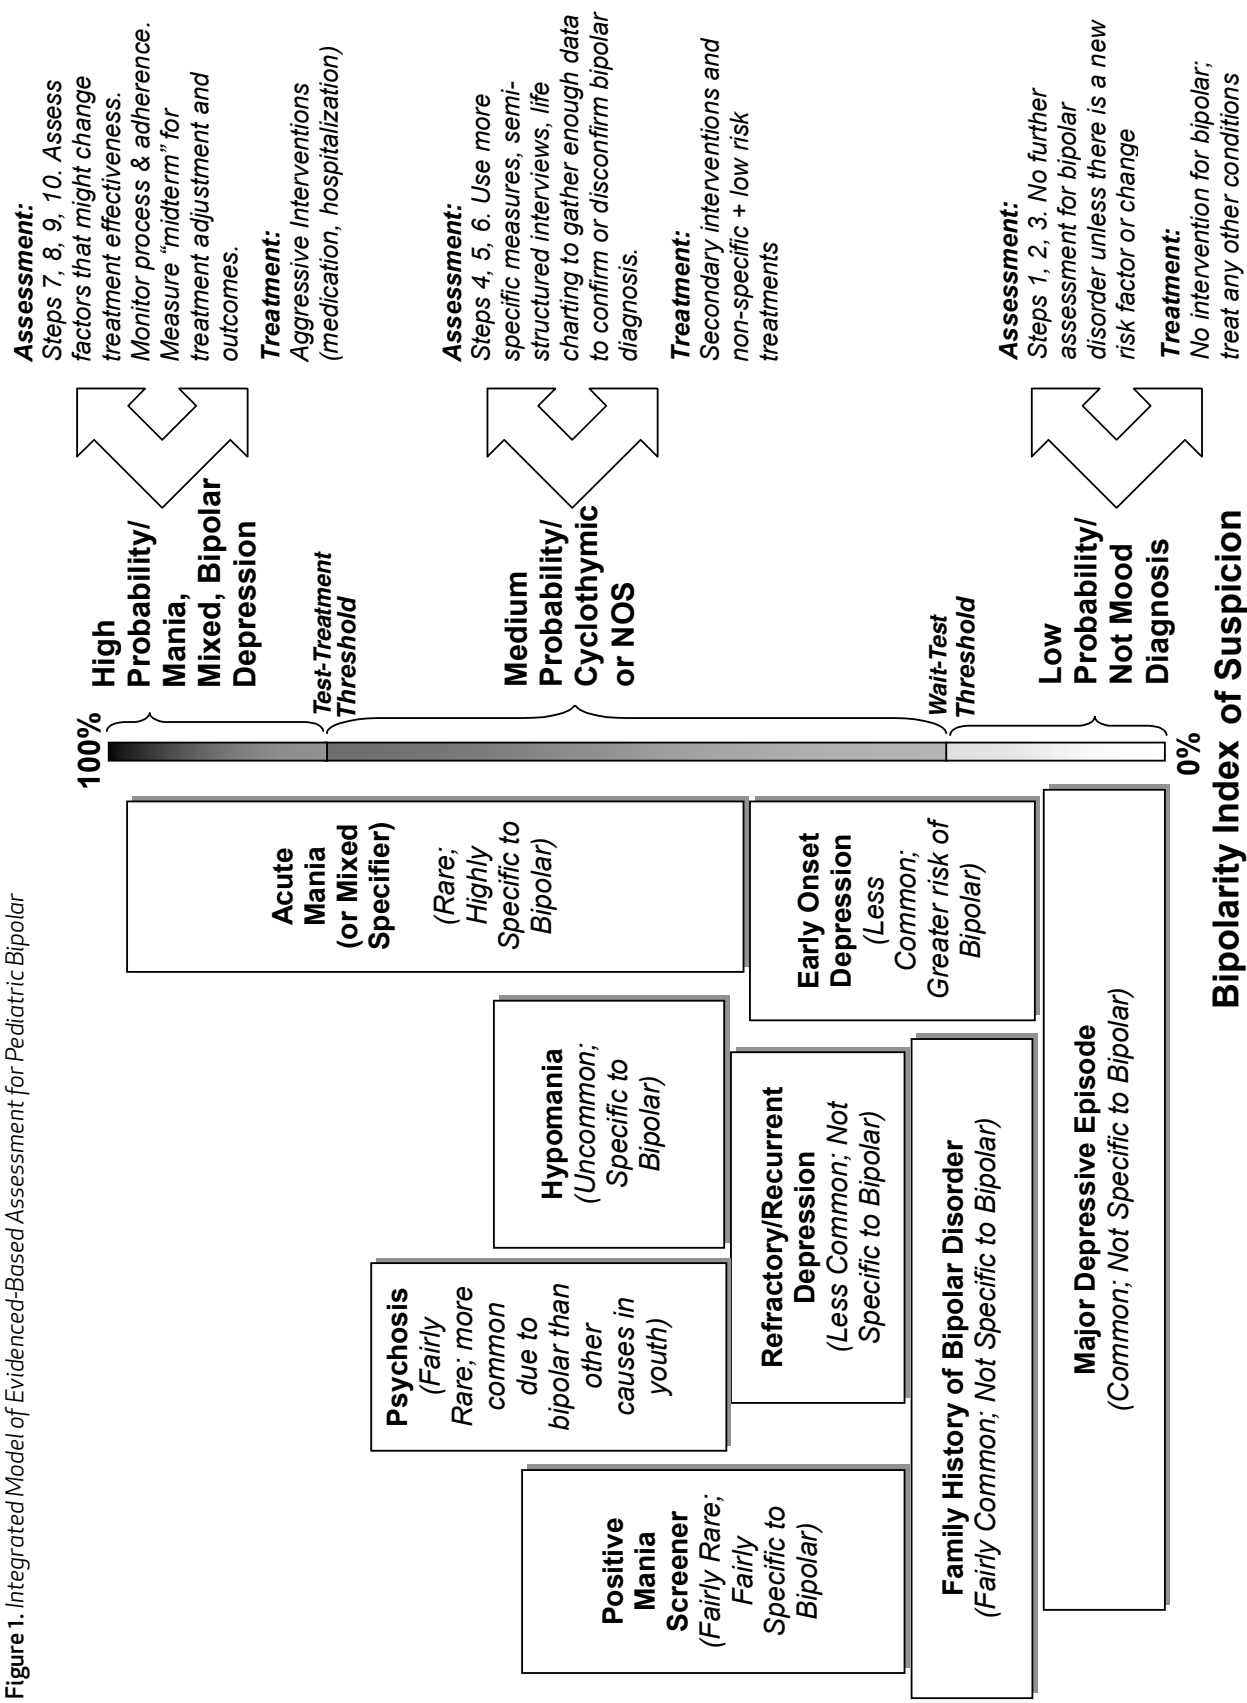 Figure 1. Integrated Model of Evidenced-Based Assessment for Pediatric Bipolar
Positive
Mania
Screener
(Fairly Rare;
Fairly
Specific to
Bipolar)
Psychosis
(Fairly
Rare; more
common
due to
bipolar than
other
causes in
youth)
Hypomania
(Uncommon;
Specific to
Bipolar)
Acute
Mania
(or Mixed
Specifier)
(Rare;
Highly
Specific to
Bipolar)
Refractory/Recurrent
Depression
(Less Common; Not
Specific to Bipolar)
Early Onset
Depression
(Less
Common;
Greater risk of
Bipolar)
Family History of Bipolar Disorder
(Fairly Common; Not Specific to Bipolar)
Major Depressive Episode
(Common; Not Specific to Bipolar)
100%
High
Probability/
Mania,
Mixed, Bipolar
Depression
Test-Treatment
Threshold
Medium
Probability/
Cyclothymic
or NOS
Wait-Test
Threshold
Low
Probability/
Not Mood
Diagnosis
0%
Bipolarity Index of Suspicion
Assessment:
Steps 7, 8, 9, 10. Assess
factors that might change
treatment effectiveness.
Monitor process & adherence.
Measure “midterm” for
treatment adjustment and
outcomes.
Treatment:
Aggressive Interventions
(medication, hospitalization)
Assessment:
Steps 4, 5, 6. Use more
specific measures, semi-
structured interviews, life
charting to gather enough data
to confirm or disconfirm bipolar
diagnosis.
Treatment:
Secondary interventions and
non-specific + low risk
treatments
Assessment:
Steps 1, 2, 3. No further
assessment for bipolar
disorder unless there is a new
risk factor or change
Treatment:
No intervention for bipolar;
treat any other conditions